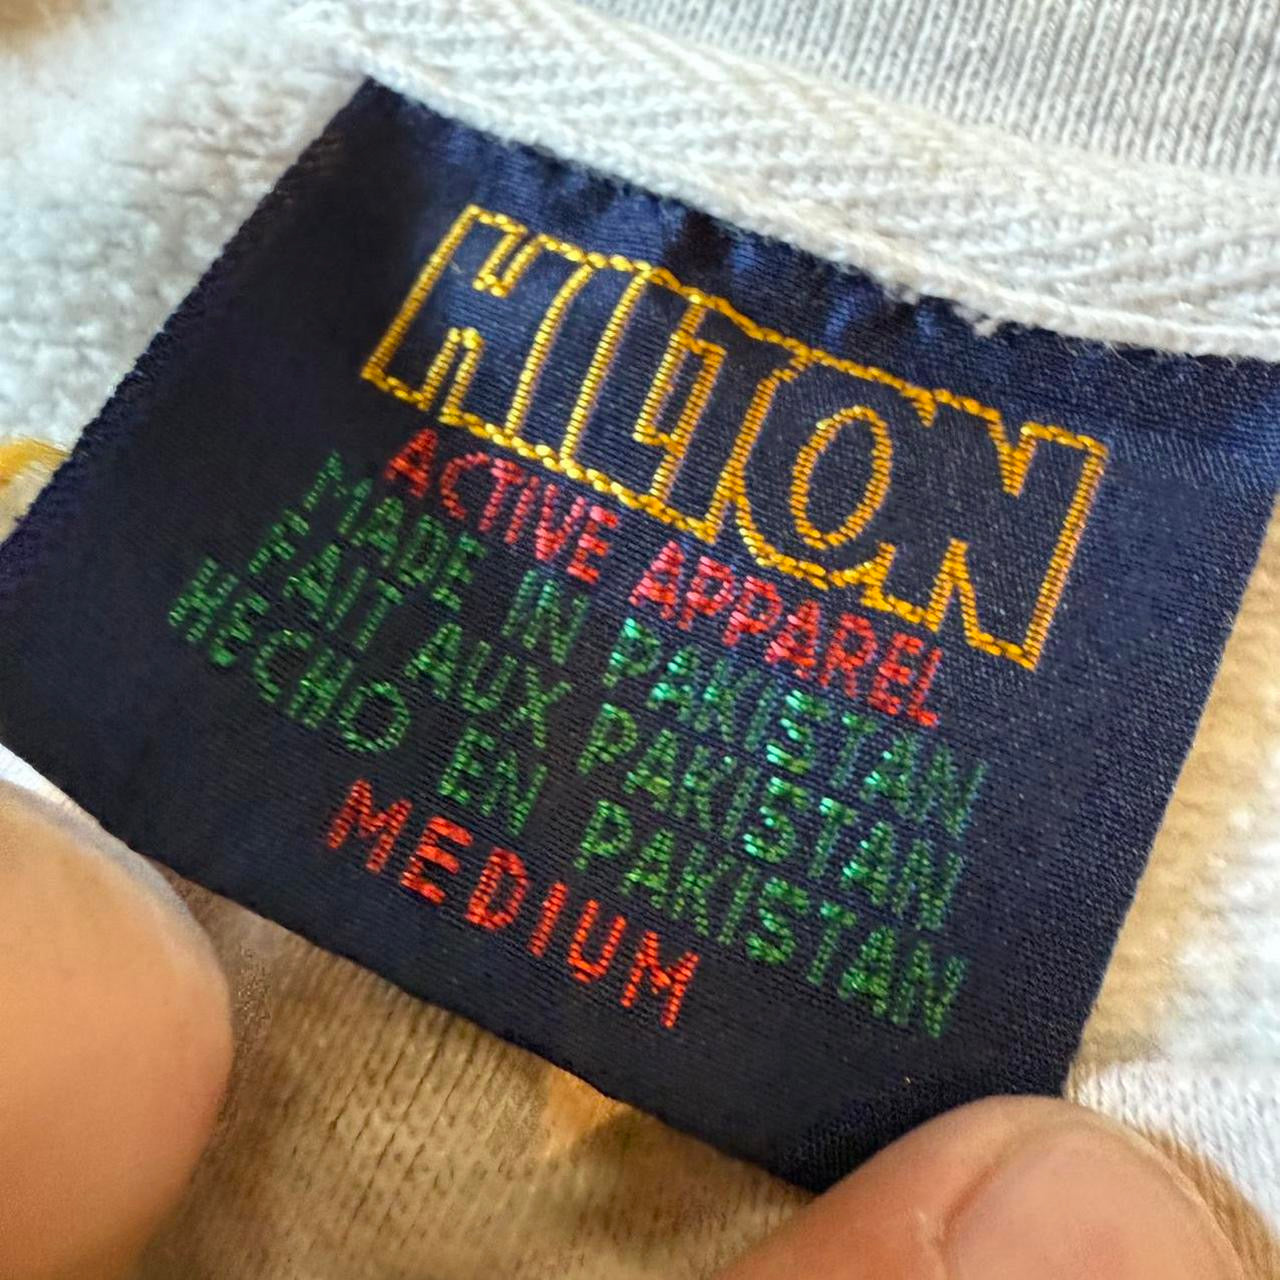 HILTON
ACTIVE APPAREL
MADE IN PAKISTAN
FAIT AUX PAKISTAN
HECHO EN PAKISTAN
MEDIUM